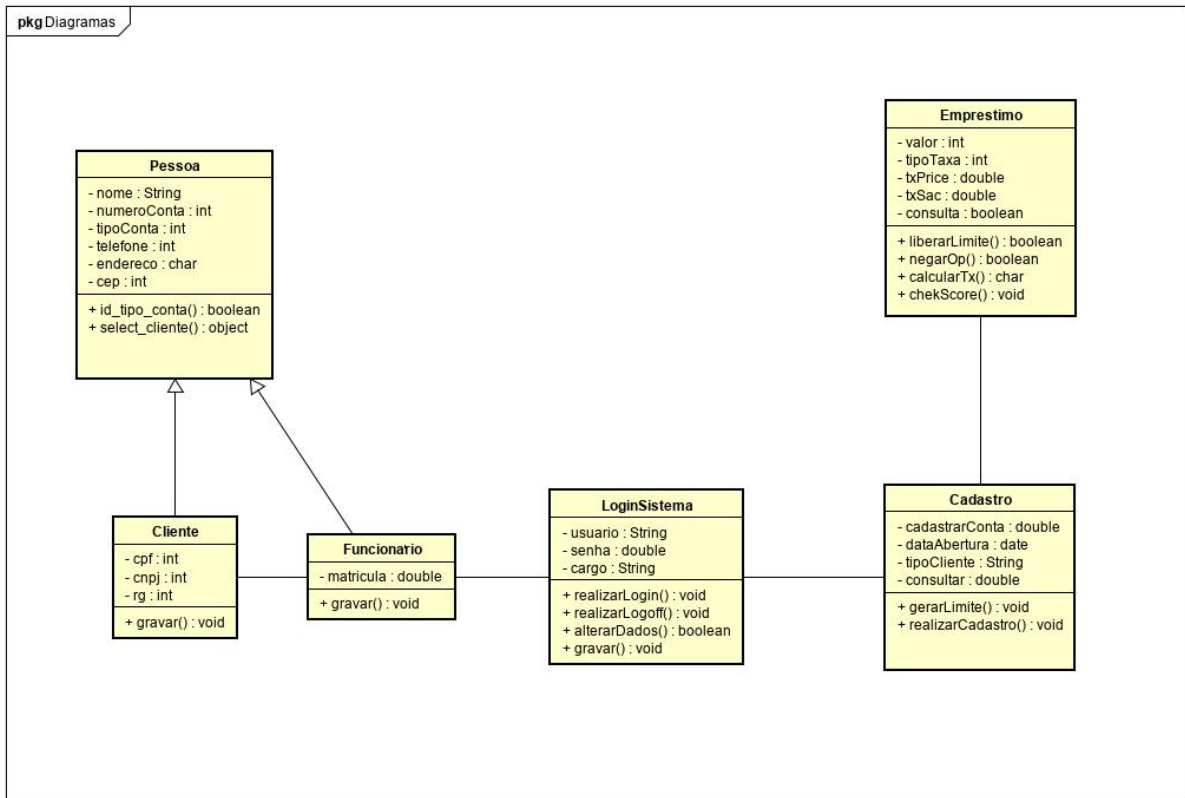 pkg Diagramas
Pessoa
- nome : String
- numeroConta : int
- tipoConta : int
- telefone : int
- endereco : char
- cep : int
+ id_tipo_conta() : boolean
+ select_cliente() : object
Emprestimo
- valor : int
- tipoTaxa : int
- txPrice : double
- txSac : double
- consulta : boolean
+ liberarLimite() : boolean
+ negarOp() : boolean
+ calcularTx() : char
+ chekScore() : void
Cliente
- cpf : int
- cnpj : int
- rg : int
+ gravar() : void
Funcionario
- matricula : double
+ gravar() : void
LoginSistema
- usuario : String
- senha : double
- cargo : String
+ realizarLogin() : void
+ realizarLogoff() : void
+ alterarDados() : boolean
+ gravar() : void
Cadastro
- cadastrarConta : double
- dataAbertura : date
- tipoCliente : String
- consultar : double
+ gerarLimite() : void
+ realizarCadastro() : void